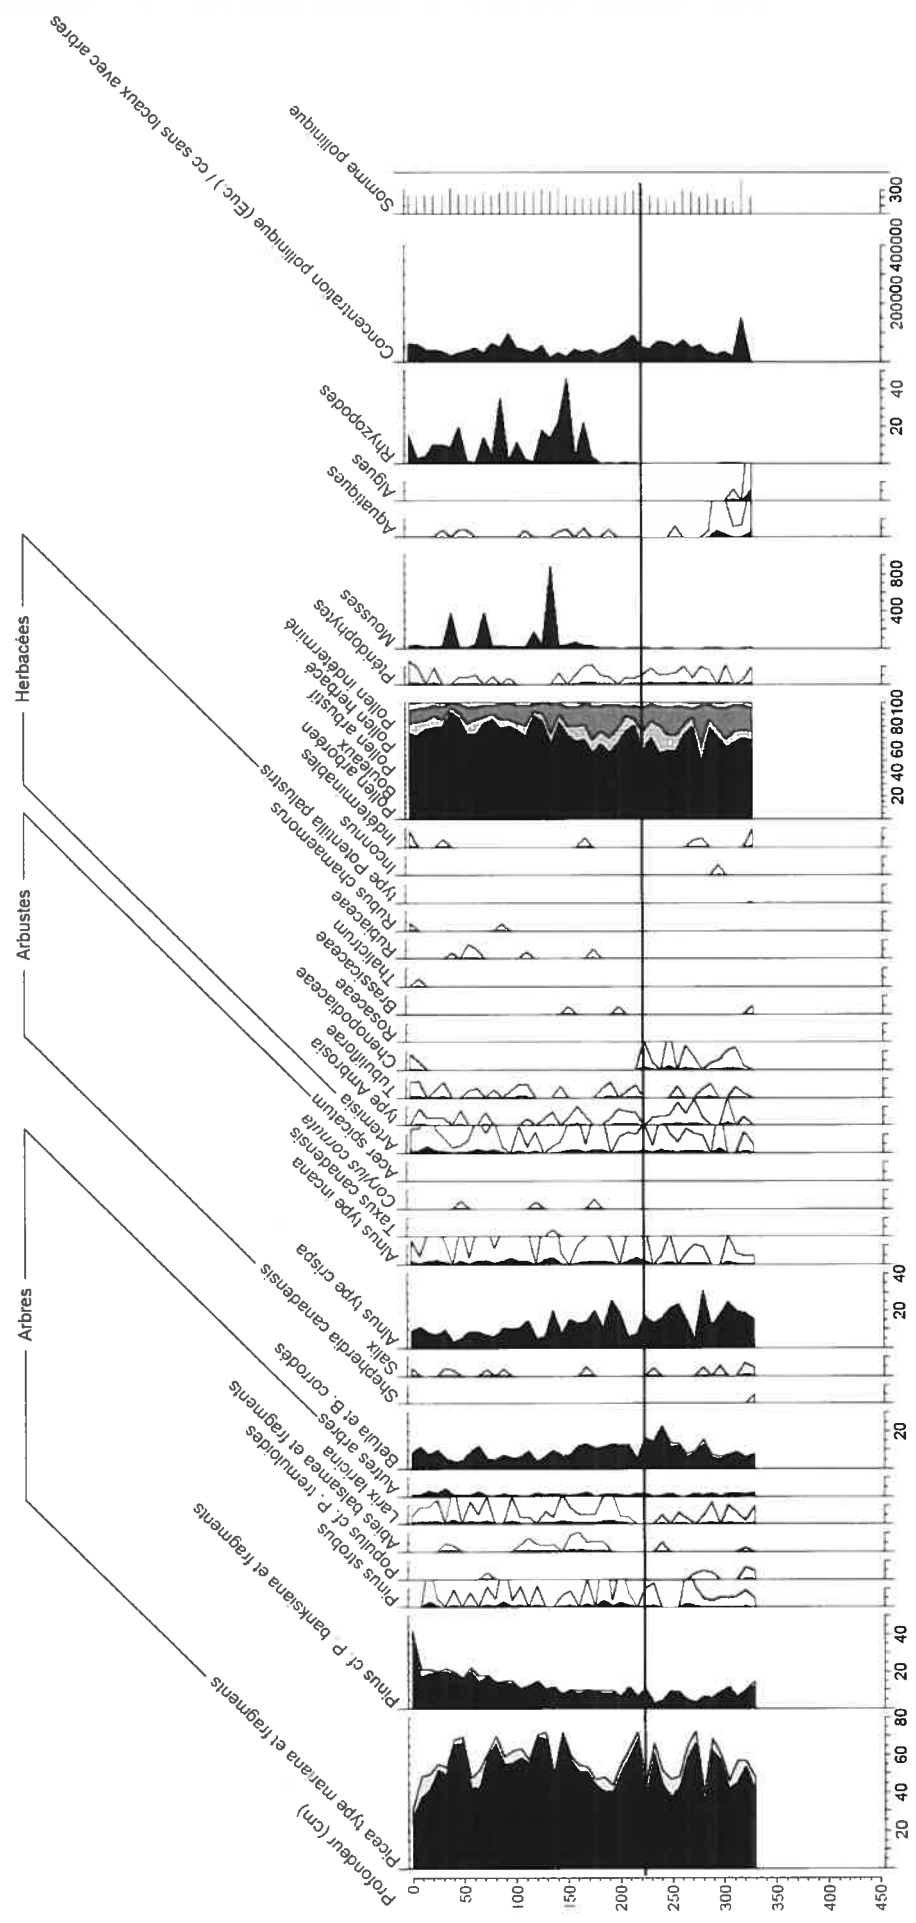 Arbres
Arbustes
Herbacées
Profondeur (cm)
Picea type mariana et fragments
Pinus cf. P. banksiana et fragments
Pinus strobus
Populus cf. P. tremuloides
Abies balsamea et fragments
Larix laricina
Autres arbres
Betula et B. corrodés
Shepherdia canadensis
Salix
Alnus type crispa
Alnus type incana
Taxus canadensis
Corylus cornuta
Acer spicatum
Artemisia
type Ambrosia
Tubuliflorae
Chenopodiaceae
Rosaceae
Brassicaceae
Thalictrum
Rubiaceae
Rubus chamaemorus
type Potentilla palustris
Inconnus
Indéterminables
Pollen arboréen
Bouleaux
Pollen arbustif
Pollen herbacé
Pollen indéterminé
Ptéridophytes
Mousses
Aquatiques
Algues
Rhyzopodes
Concentration pollinique (Euc.) / cc sans locaux avec arbres
Somme pollinique
0 50 100 150 200 250 300 350 400 450
20 40 60 80
20 40
20
20 40
20 40 60 80 100
400 800
20 40
200000 400000
300